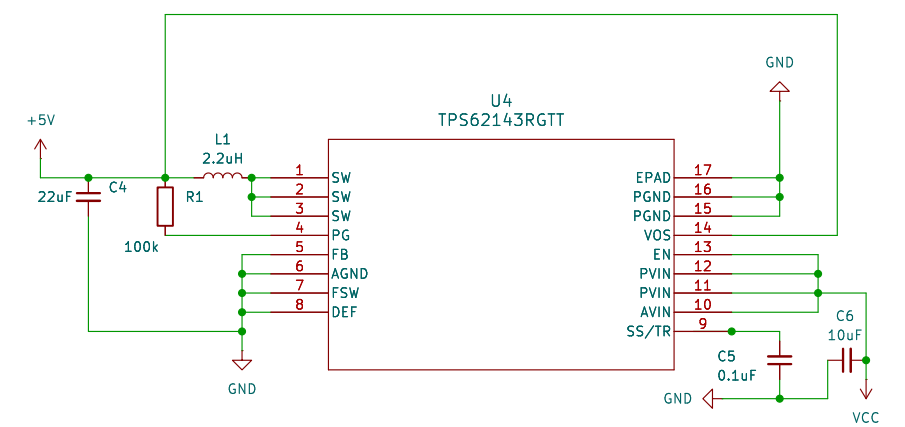 GND
U4
TPS62143RGTT
+5V
L1
2.2uH
C4
22uF
R1
100k
1 SW
2 SW
3 SW
4 PG
5 FB
6 AGND
7 FSW
8 DEF
EPAD 17
PGND 16
PGND 15
VOS 14
EN 13
PVIN 12
PVIN 11
AVIN 10
SS/TR 9
C6
10uF
C5
0.1uF
GND
GND
VCC